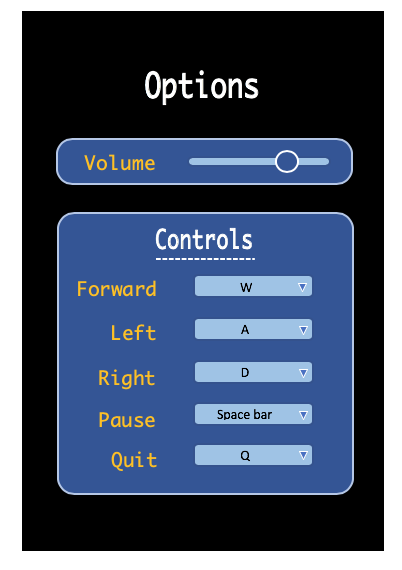 Options
Volume
Controls
Forward W
Left A
Right D
Pause Space bar
Quit Q